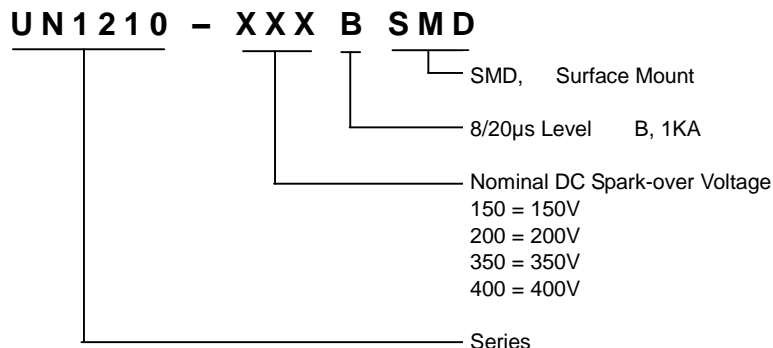 UN1210 – XXX B SMD
SMD, Surface Mount
8/20μs Level B, 1KA
Nominal DC Spark-over Voltage
150 = 150V
200 = 200V
350 = 350V
400 = 400V
Series